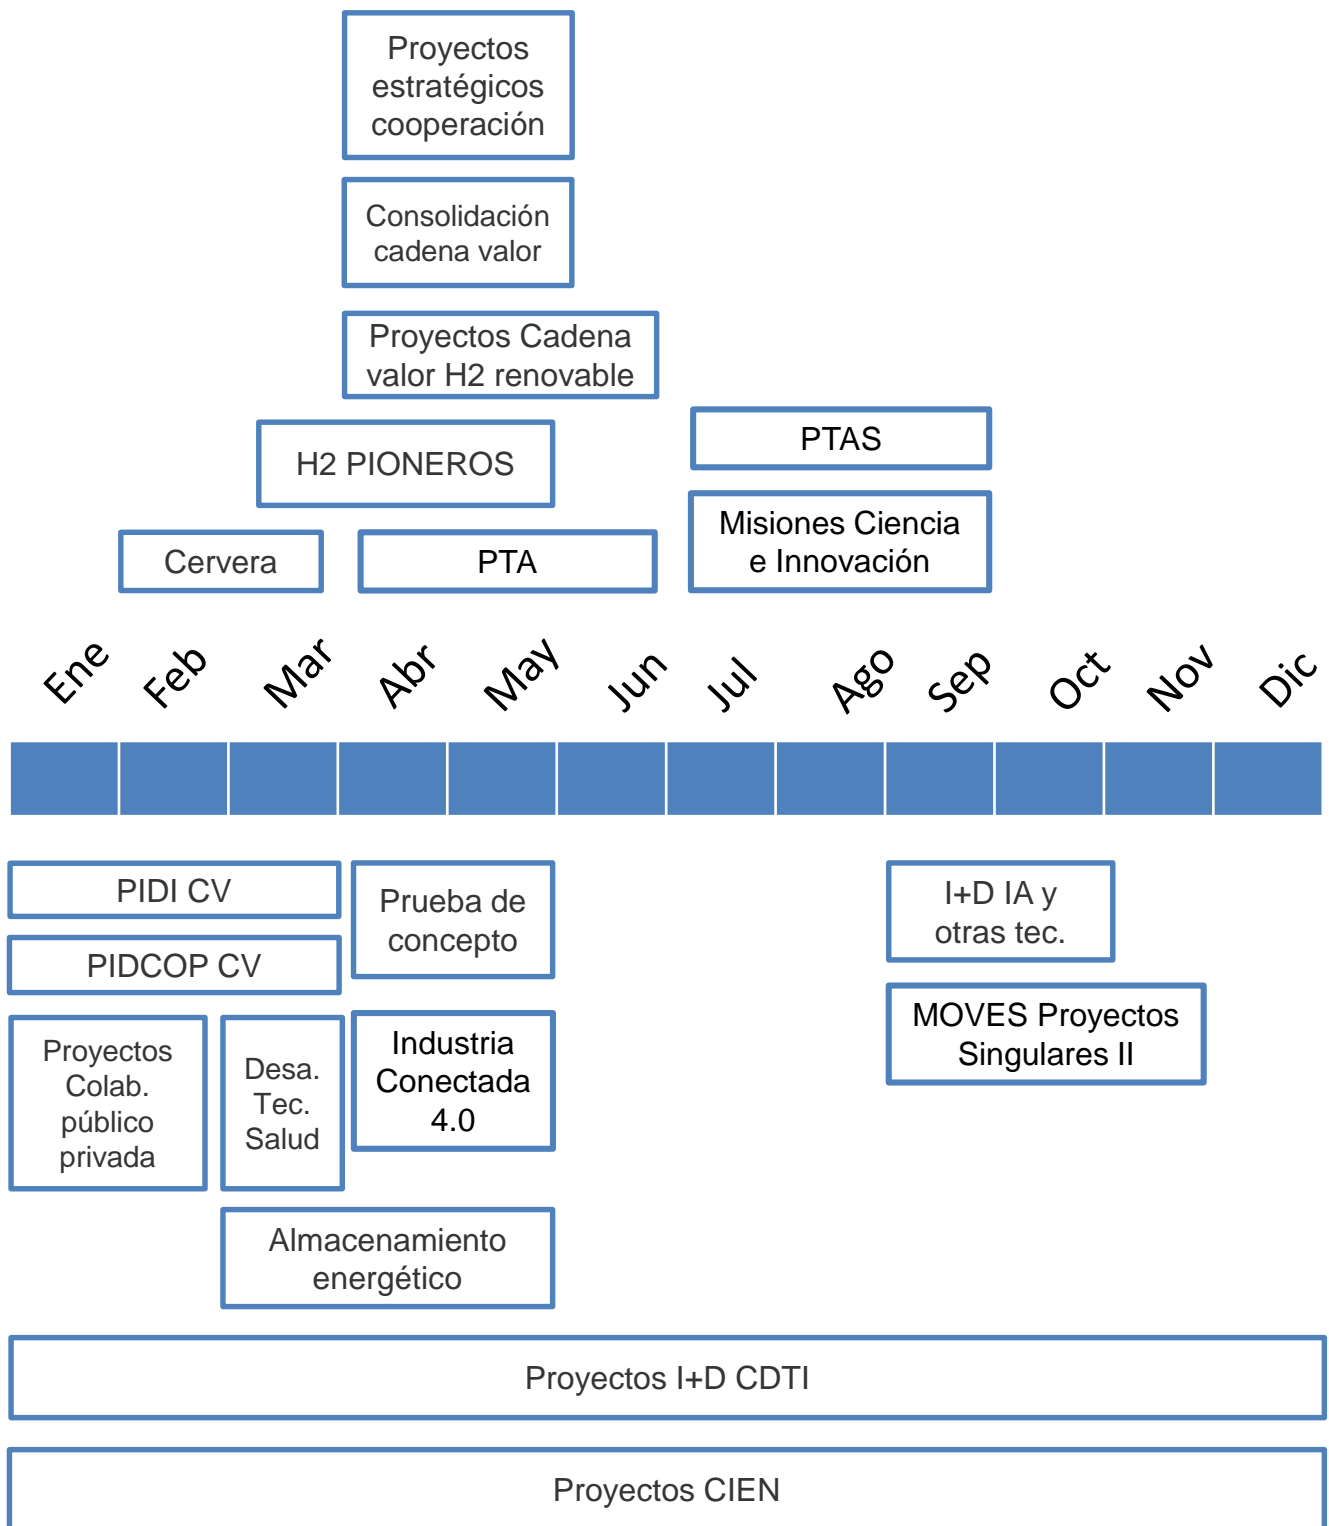 Proyectos
estratégicos
cooperación
Consolidación
cadena valor
Proyectos Cadena
valor H2 renovable
H2 PIONEROS
PTAS
Cervera
PTA
Misiones Ciencia
e Innovación
Ene
Feb
Mar
Abr
May
Jun
Jul
Ago
Sep
Oct
Nov
Dic
PIDI CV
PIDCOP CV
Prueba de
concepto
I+D IA y
otras tec.
Proyectos
Colab.
público
privada
Desa.
Tec.
Salud
Industria
Conectada
4.0
MOVES Proyectos
Singulares II
Almacenamiento
energético
Proyectos I+D CDTI
Proyectos CIEN